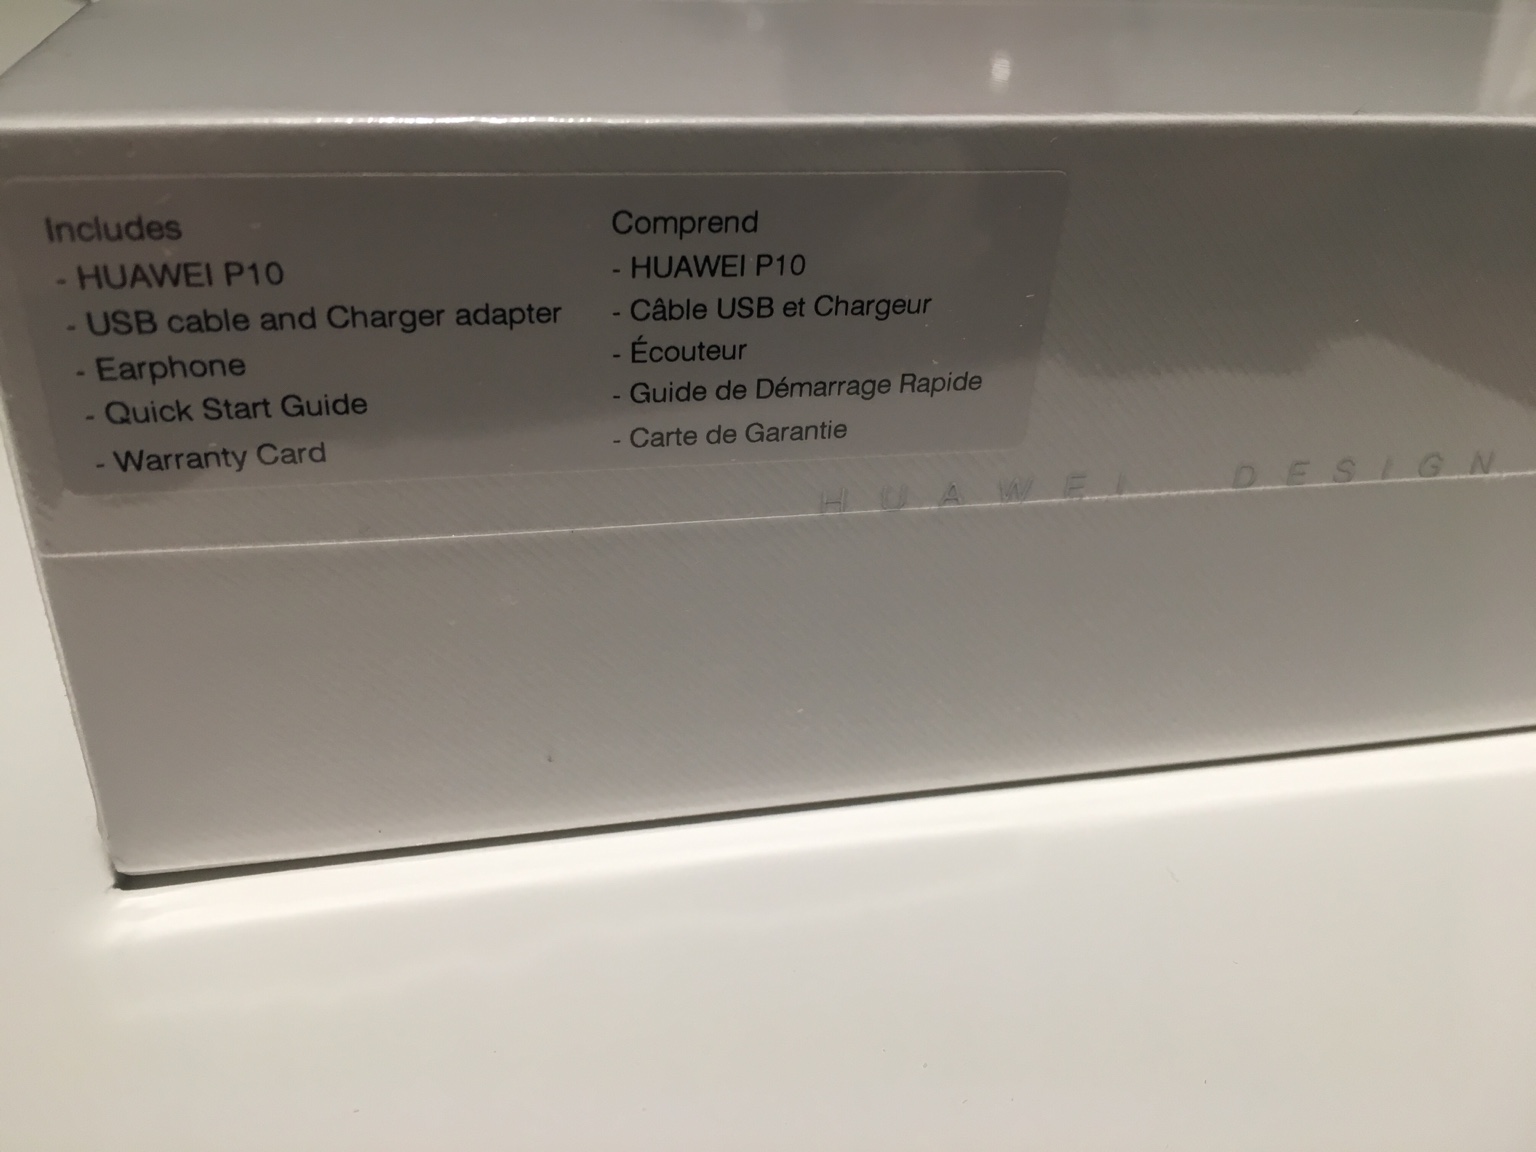 Includes
- HUAWEI P10
- USB cable and Charger adapter
- Earphone
- Quick Start Guide
- Warranty Card
Comprend
- HUAWEI P10
- Câble USB et Chargeur
- Écouteur
- Guide de Démarrage Rapide
- Carte de Garantie
HUAWEI DESIGN